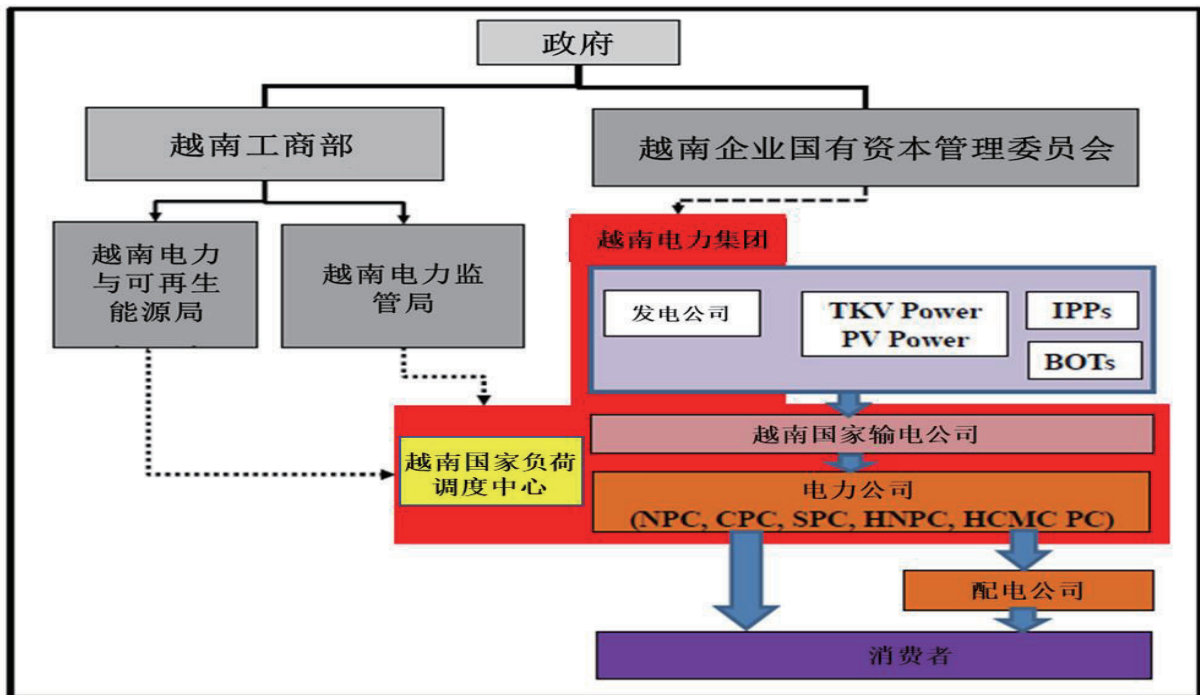 政府
越南工商部
越南企业国有资本管理委员会
越南电力
与可再生
能源局
越南电力监
管局
越南电力集团
发电公司
TKV Power
PV Power
IPPs
BOTs
越南国家输电公司
越南国家负荷
调度中心
电力公司
(NPC, CPC, SPC, HNPC, HCMC PC)
配电公司
消费者